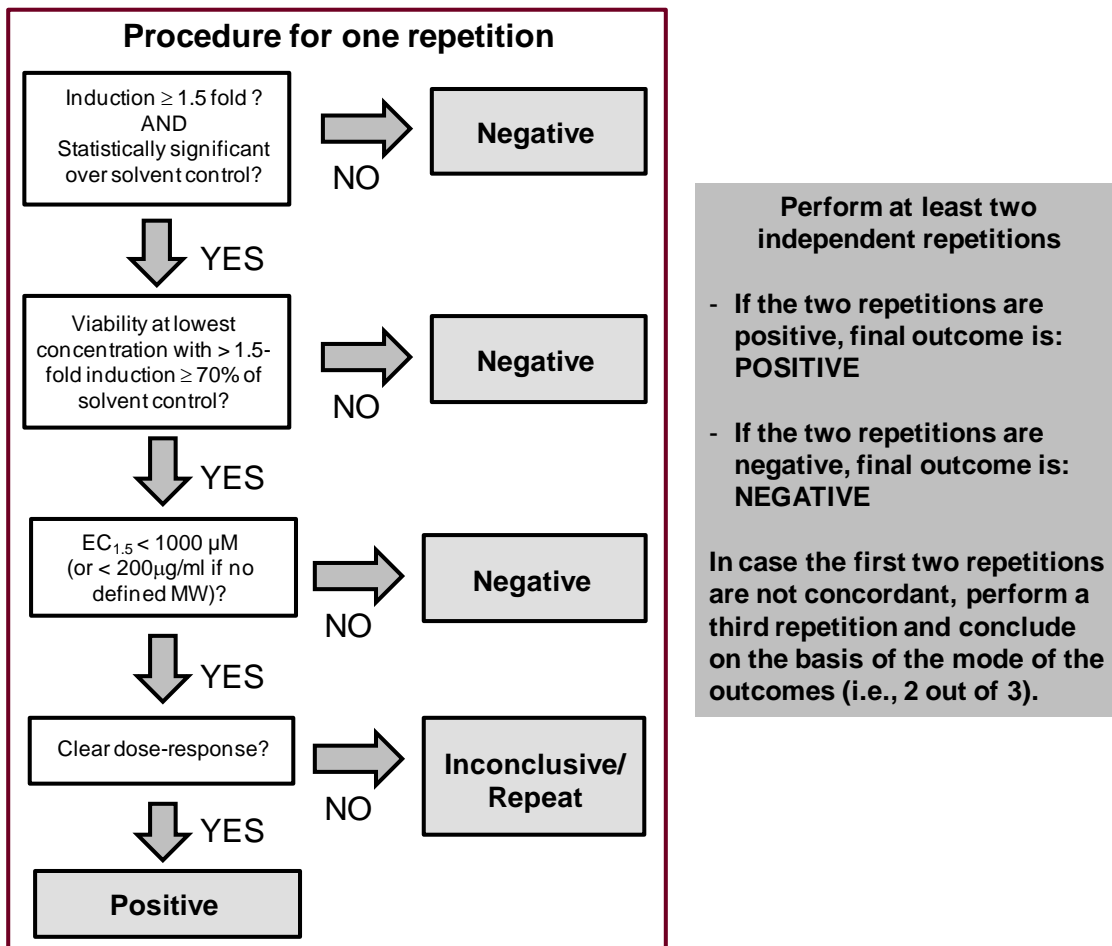 Procedure for one repetition
Induction ≥ 1.5 fold ?
AND
Statistically significant
over solvent control?
NO
Negative
YES
Viability at lowest
concentration with > 1.5-
fold induction ≥ 70% of
solvent control?
NO
Negative
YES
EC1.5 < 1000 µM
(or < 200µg/ml if no
defined MW)?
NO
Negative
YES
Clear dose-response?
NO
Inconclusive/
Repeat
YES
Positive
Perform at least two
independent repetitions
- If the two repetitions are
positive, final outcome is:
POSITIVE
- If the two repetitions are
negative, final outcome is:
NEGATIVE
In case the first two repetitions
are not concordant, perform a
third repetition and conclude
on the basis of the mode of the
outcomes (i.e., 2 out of 3).